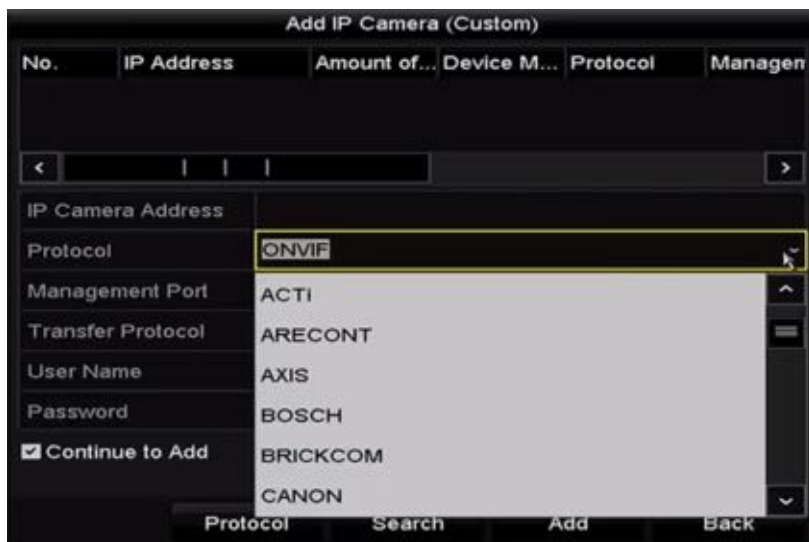 Add IP Camera (Custom)
No. IP Address Amount of... Device M... Protocol Managem
IP Camera Address
Protocol ONVIF
Management Port ACTi
Transfer Protocol ARECONT
User Name AXIS
Password BOSCH
Continue to Add BRICKCOM
CANON
Protocol Search Add Back